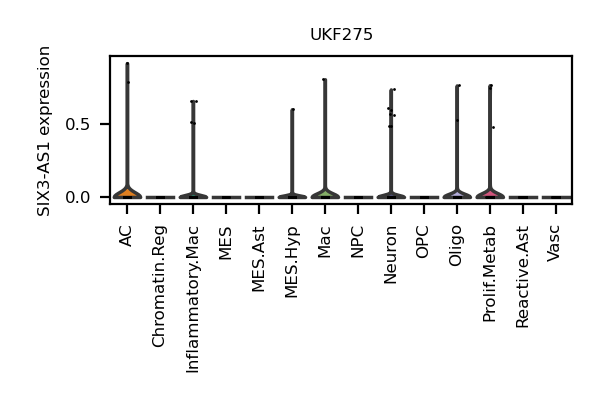 UKF275
SIX3-AS1 expression
0.5
0.0
AC
Chromatin.Reg
Inflammatory.Mac
MES
MES.Ast
MES.Hyp
Mac
NPC
Neuron
OPC
Oligo
Prolif.Metab
Reactive.Ast
Vasc